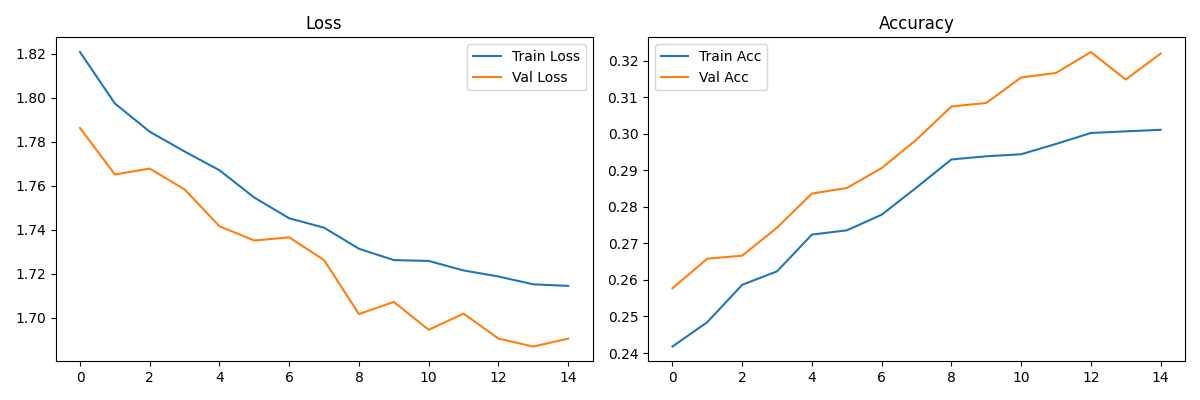 Loss
1.82
1.80
1.78
1.76
1.74
1.72
1.70
Train Loss
Val Loss
0 2 4 6 8 10 12 14
Accuracy
0.32
0.31
0.30
0.29
0.28
0.27
0.26
0.25
0.24
Train Acc
Val Acc
0 2 4 6 8 10 12 14